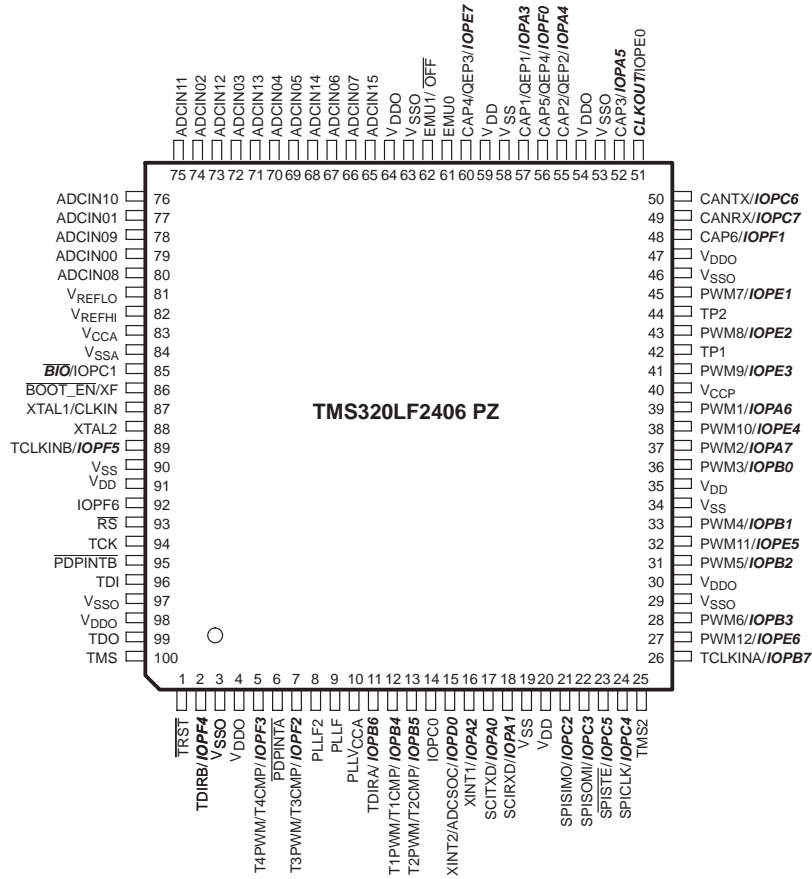 ADCIN11
ADCIN02
ADCIN12
ADCIN03
ADCIN13
ADCIN04
ADCIN05
ADCIN14
ADCIN06
ADCIN07
ADCIN15
VDDO
VSSO
EMU1/OFF
EMU0
CAP4/QEP3/IOPE7
VDD
VSS
CAP1/QEP1/IOPA3
CAP5/QEP4/IOPF0
CAP2/QEP2/IOPA4
VDDO
VSSO
CAP3/IOPA5
CLKOUT/IOPE0
75 74 73 72 71 70 69 68 67 66 65 64 63 62 61 60 59 58 57 56 55 54 53 52 51
ADCIN10 76
ADCIN01 77
ADCIN09 78
ADCIN00 79
ADCIN08 80
VREFLO 81
VREFHI 82
VCCA 83
VSSA 84
BIO/IOPC1 85
BOOT_EN/XF 86
XTAL1/CLKIN 87
XTAL2 88
TCLKINB/IOPF5 89
VSS 90
VDD 91
IOPF6 92
RS 93
TCK 94
PDPINTB 95
TDI 96
VSSO 97
VDDO 98
TDO 99
TMS 100
TMS320LF2406 PZ
50 CANTX/IOPC6
49 CANRX/IOPC7
48 CAP6/IOPF1
47 VDDO
46 VSSO
45 PWM7/IOPE1
44 TP2
43 PWM8/IOPE2
42 TP1
41 PWM9/IOPE3
40 VCCP
39 PWM1/IOPA6
38 PWM10/IOPE4
37 PWM2/IOPA7
36 PWM3/IOPB0
35 VDD
34 VSS
33 PWM4/IOPB1
32 PWM11/IOPE5
31 PWM5/IOPB2
30 VDDO
29 VSSO
28 PWM6/IOPB3
27 PWM12/IOPE6
26 TCLKINA/IOPB7
1 2 3 4 5 6 7 8 9 10 11 12 13 14 15 16 17 18 19 20 21 22 23 24 25
TRST
TDIRB/IOPF4
VSSO
VDDO
T4PWM/T4CMP/IOPF3
PDPINTA
T3PWM/T3CMP/IOPF2
PLLF2
PLLF
PLLVCCA
TDIRA/IOPB6
T1PWM/T1CMP/IOPB4
T2PWM/T2CMP/IOPB5
IOPC0
XINT2/ADCSOC/IOPD0
XINT1/IOPA2
SCITXD/IOPA0
SCIRXD/IOPA1
VSS
VDD
SPISIMO/IOPC2
SPISOMI/IOPC3
SPISTE/IOPC5
SPICLK/IOPC4
TMS2